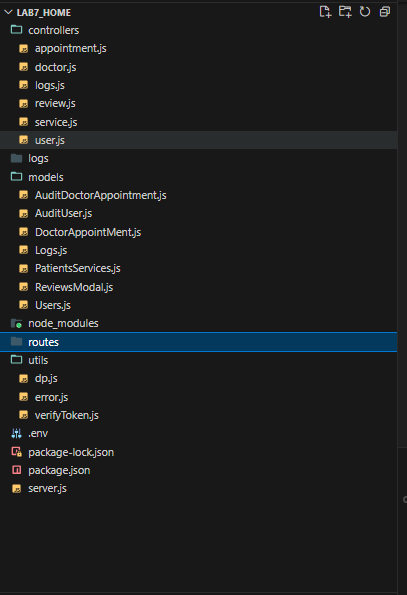 LAB7_HOME
controllers
appointment.js
doctor.js
logs.js
review.js
service.js
user.js
logs
models
AuditDoctorAppointment.js
AuditUser.js
DoctorAppointMent.js
Logs.js
PatientsServices.js
ReviewsModal.js
Users.js
node_modules
routes
utils
dp.js
error.js
verifyToken.js
.env
package-lock.json
package.json
server.js